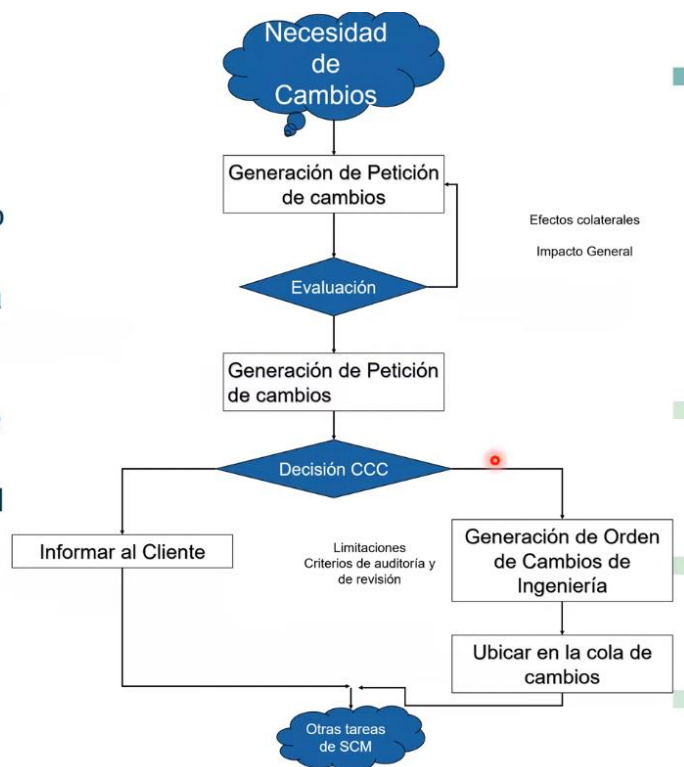 Necesidad
de
Cambios
Generación de Petición
de cambios
Efectos colaterales
Impacto General
Evaluación
Generación de Petición
de cambios
Decisión CCC
Informar al Cliente
Limitaciones
Criterios de auditoría y
de revisión
Generación de Orden
de Cambios de
Ingeniería
Ubicar en la cola de
cambios
Otras tareas
de SCM